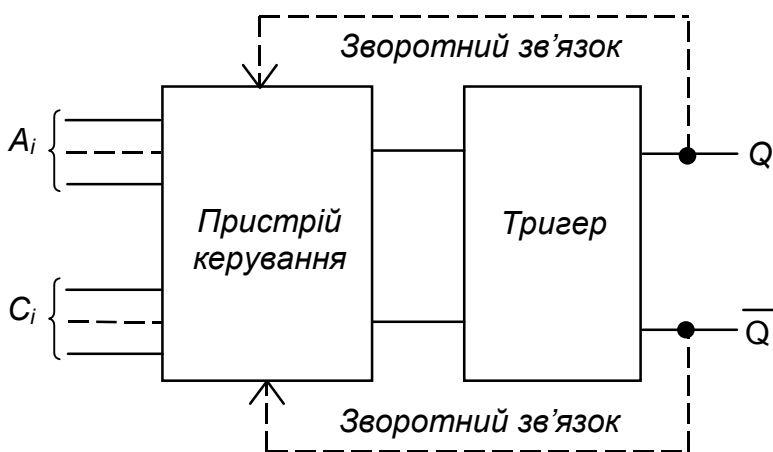 Зворотний зв’язок
Aᵢ
Q
Пристрій
керування
Тригер
Cᵢ
Q̅
Зворотний зв’язок